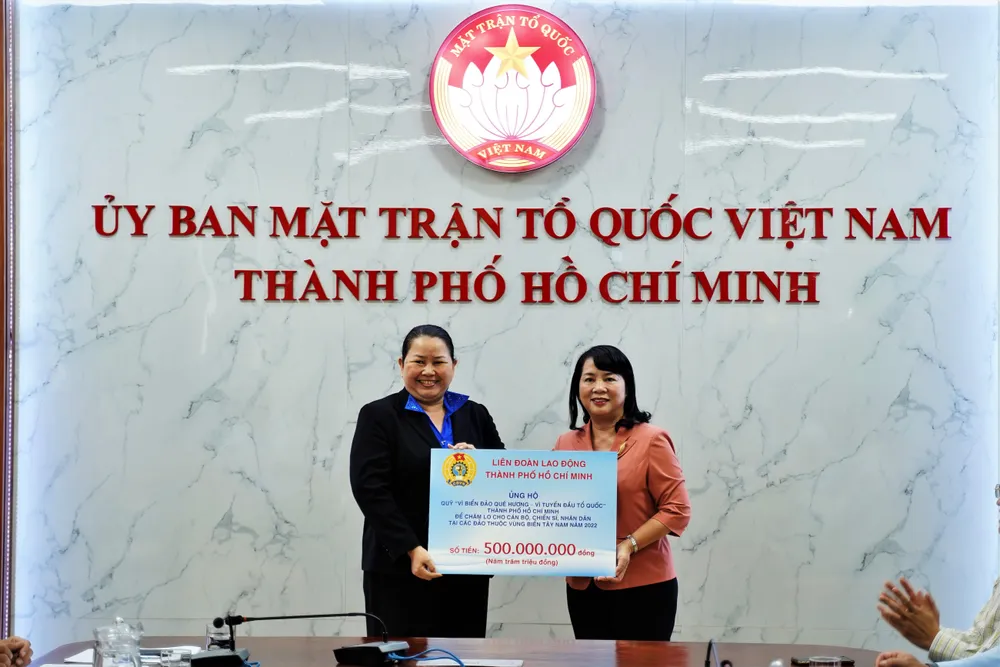 MẶT TRẬN TỔ QUỐC
VIỆT NAM
ỦY BAN MẶT TRẬN TỔ QUỐC VIỆT NAM
THÀNH PHỐ HỒ CHÍ MINH
LIÊN ĐOÀN LAO ĐỘNG
THÀNH PHỐ HỒ CHÍ MINH
ỦNG HỘ
QUỸ "VÌ BIỂN ĐẢO QUÊ HƯƠNG - VÌ TUYẾN ĐẦU TỔ QUỐC"
THÀNH PHỐ HỒ CHÍ MINH
ĐỂ CHĂM LO CHO CÁN BỘ, CHIẾN SĨ, NHÂN DÂN
TẠI CÁC ĐẢO THUỘC VÙNG BIỂN TÂY NAM NĂM 2022
SỐ TIỀN: 500.000.000 đồng
(Năm trăm triệu đồng)